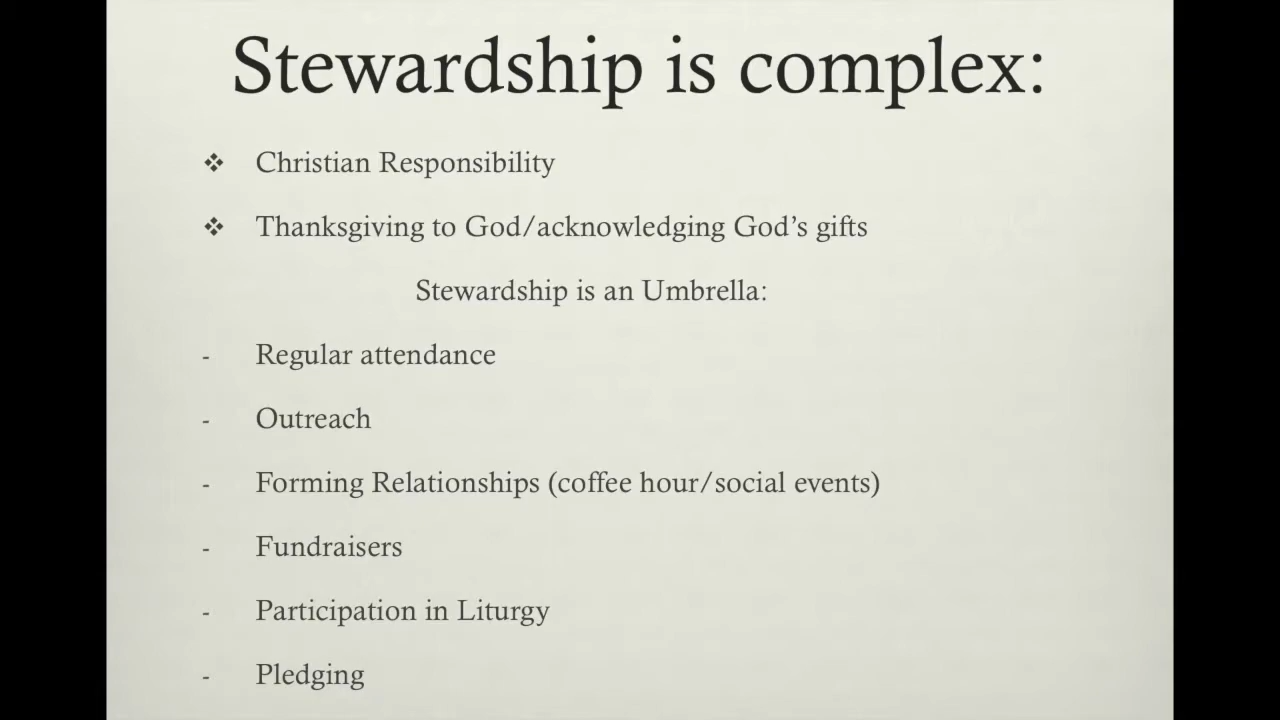 Stewardship is complex:
❖ Christian Responsibility
❖ Thanksgiving to God/acknowledging God’s gifts
Stewardship is an Umbrella:
- Regular attendance
- Outreach
- Forming Relationships (coffee hour/social events)
- Fundraisers
- Participation in Liturgy
- Pledging